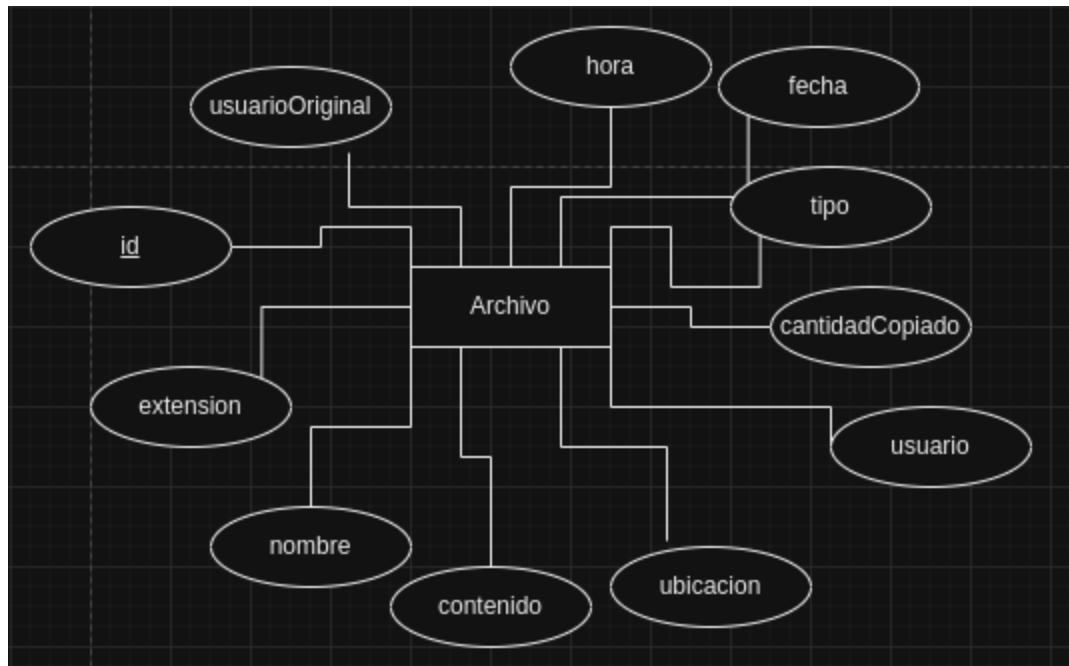 hora
fecha
usuarioOriginal
tipo
id
Archivo
cantidadCopiado
extension
usuario
nombre
ubicacion
contenido